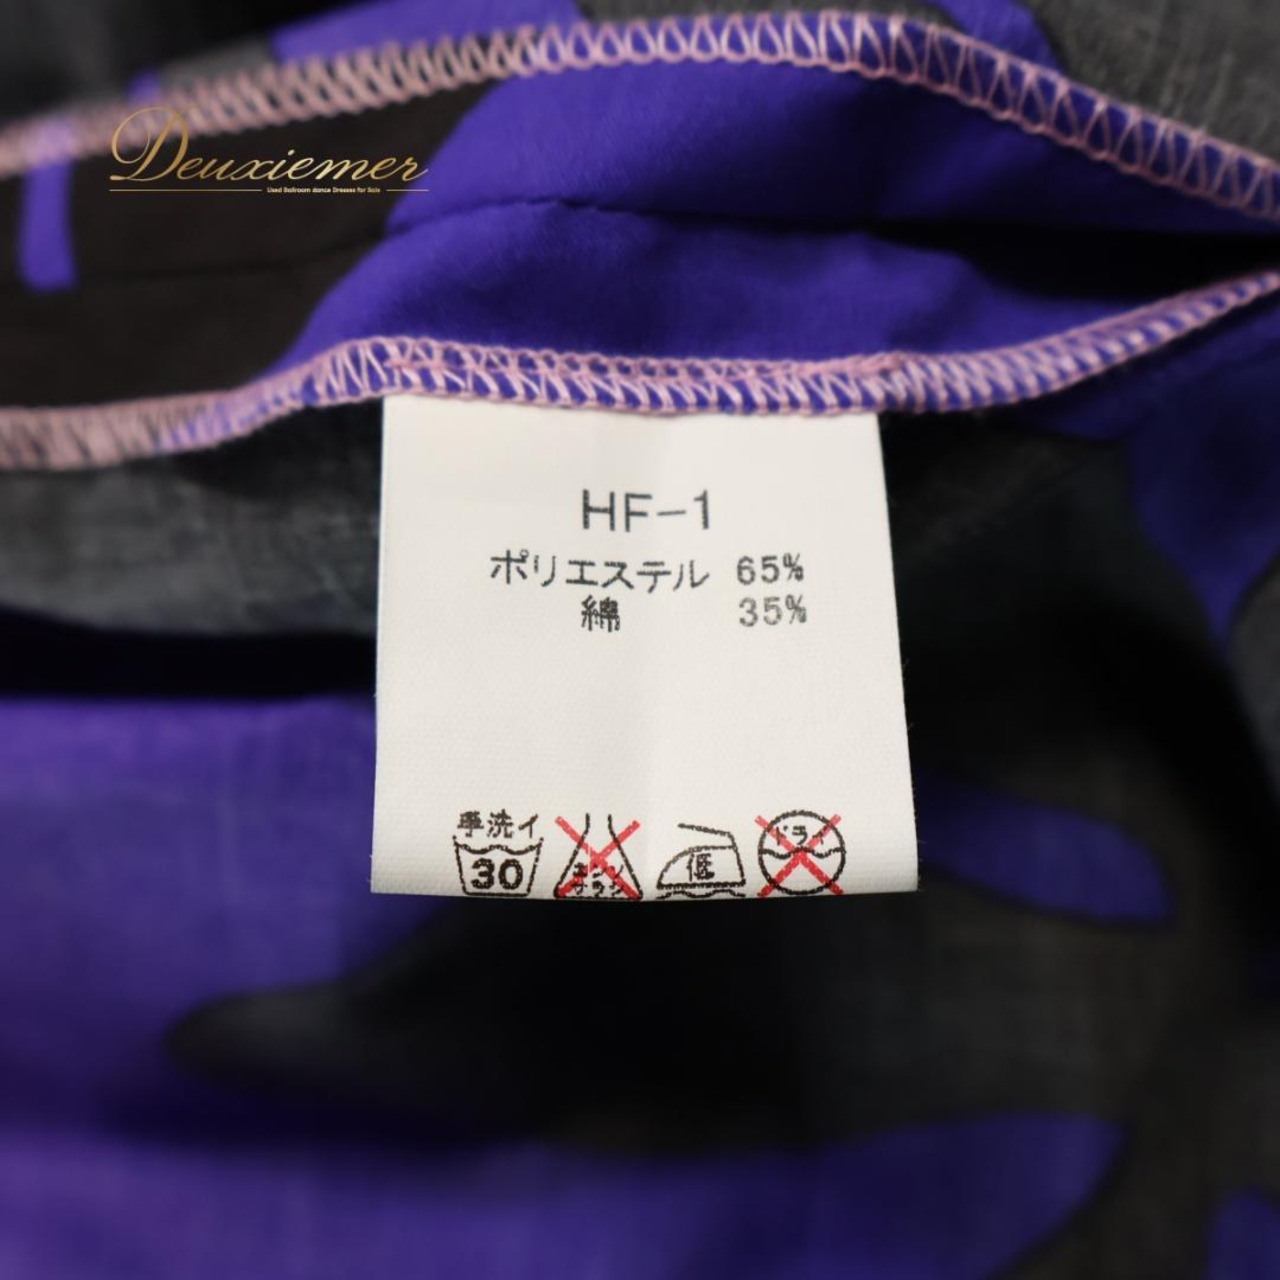 Deuxiemer
Used Ballroom dance Dresses for Sale
HF-1
ポリエステル 65%
綿 35%
手洗イ
30
エンソ
サラシ
低
ドライ